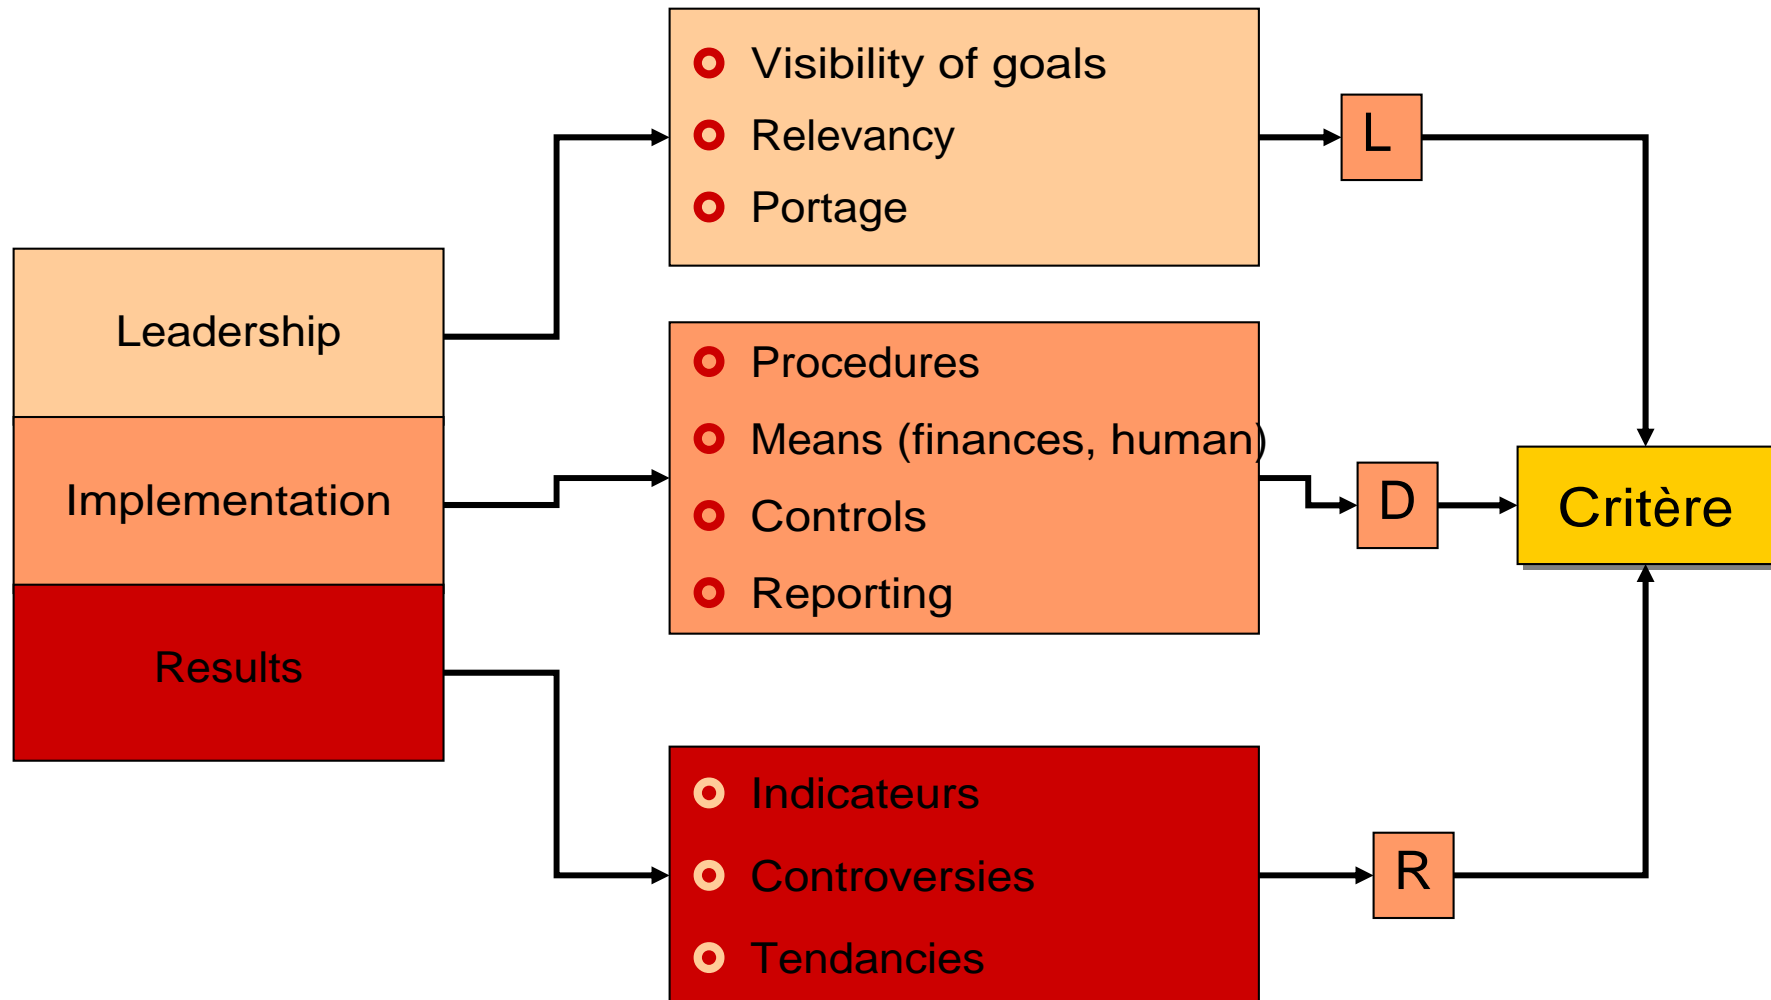 Leadership
Implementation
Results
Visibility of goals
Relevancy
Portage
Procedures
Means (finances, human)
Controls
Reporting
Indicateurs
Controversies
Tendancies
L
D
R
Critère